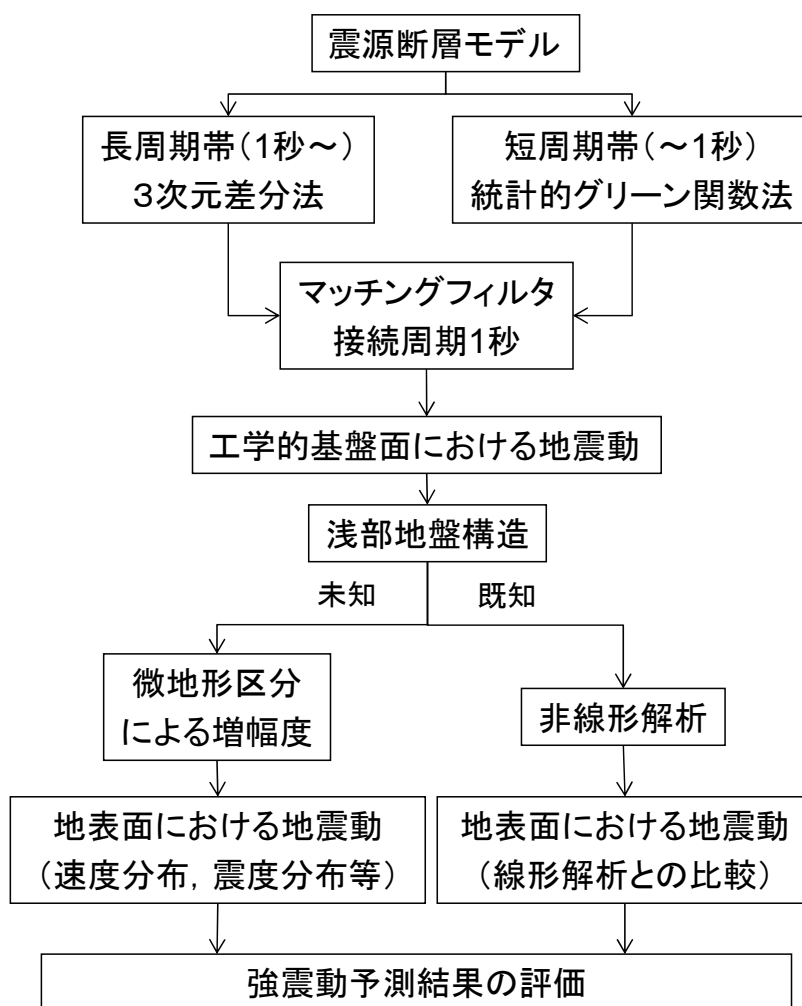 震源断層モデル
長周期帯(1秒～)
３次元差分法
短周期帯(～1秒)
統計的グリーン関数法
マッチングフィルタ
接続周期1秒
工学的基盤面における地震動
浅部地盤構造
未知
既知
微地形区分
による増幅度
非線形解析
地表面における地震動
(速度分布, 震度分布等)
地表面における地震動
(線形解析との比較)
強震動予測結果の評価